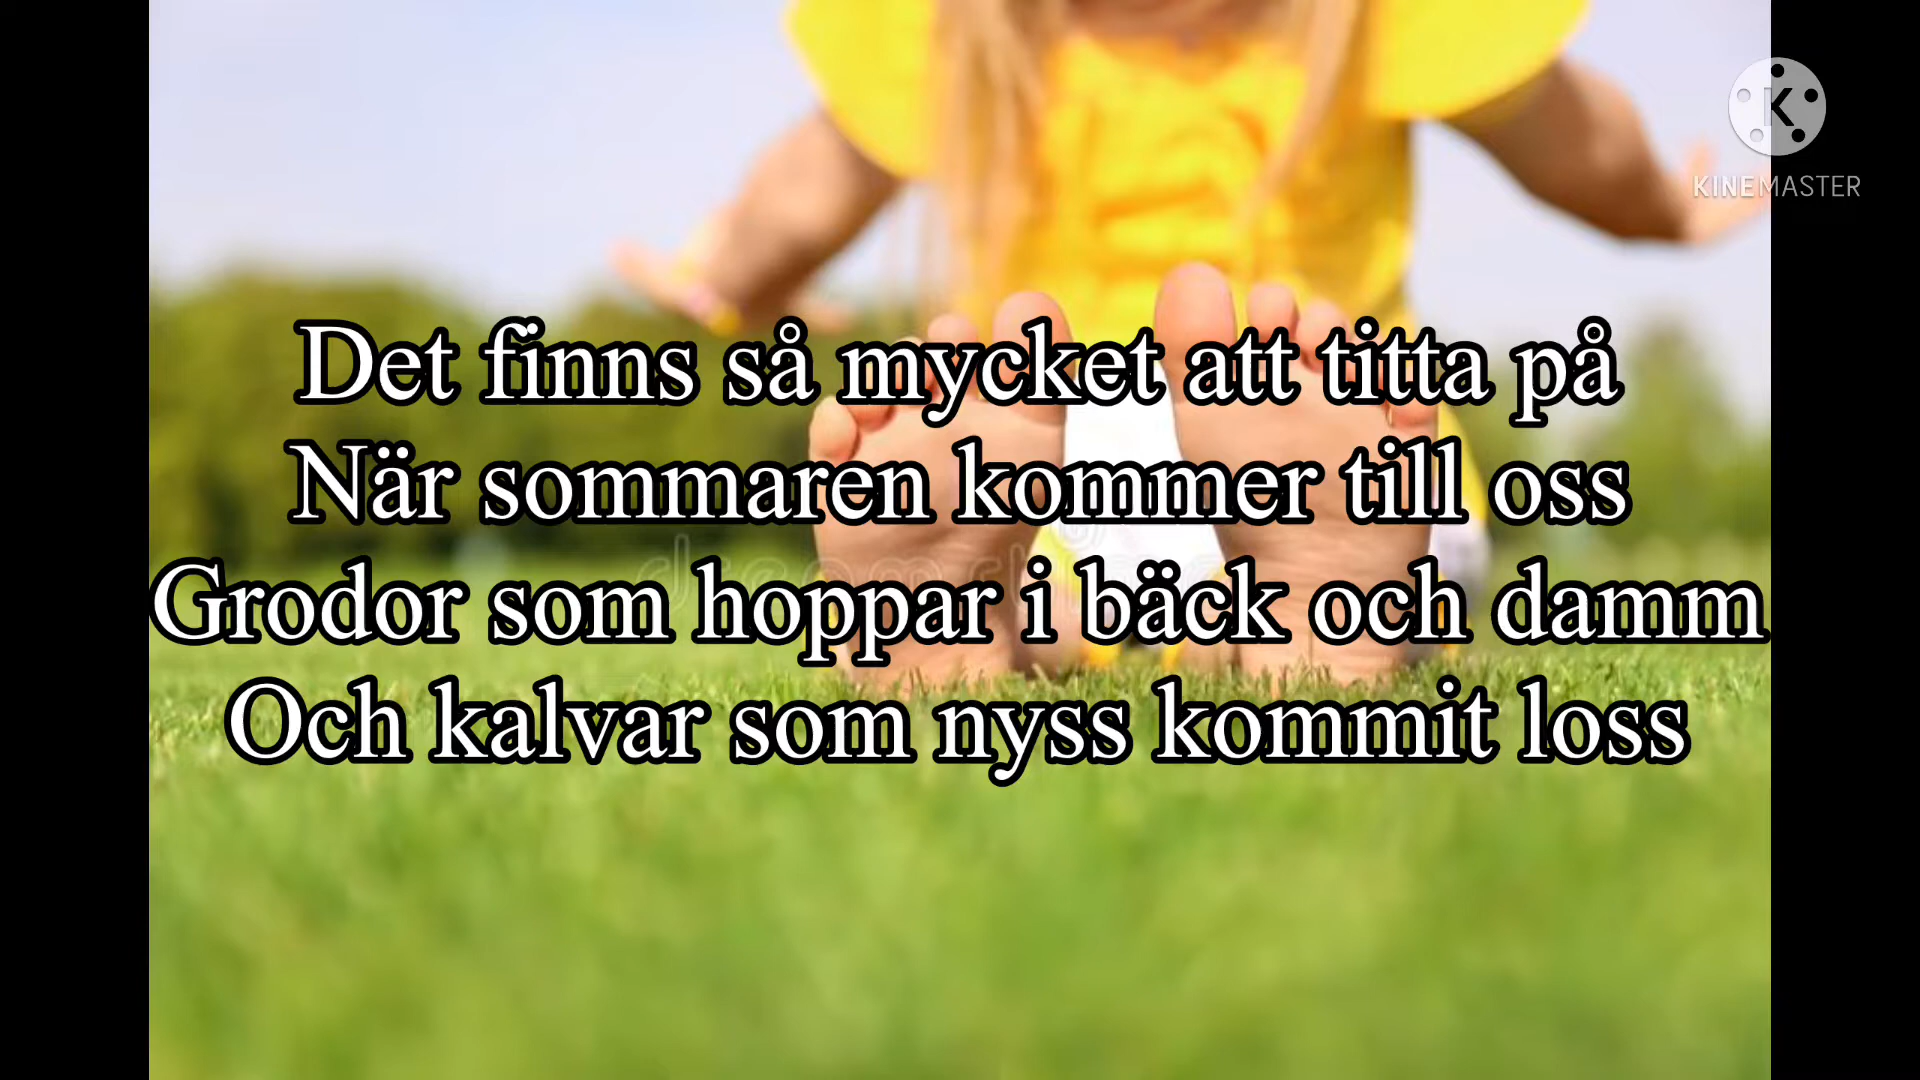 K
KINEMASTER
Det finns så mycket att titta på
När sommaren kommer till oss
Grodor som hoppar i bäck och damm
Och kalvar som nyss kommit loss